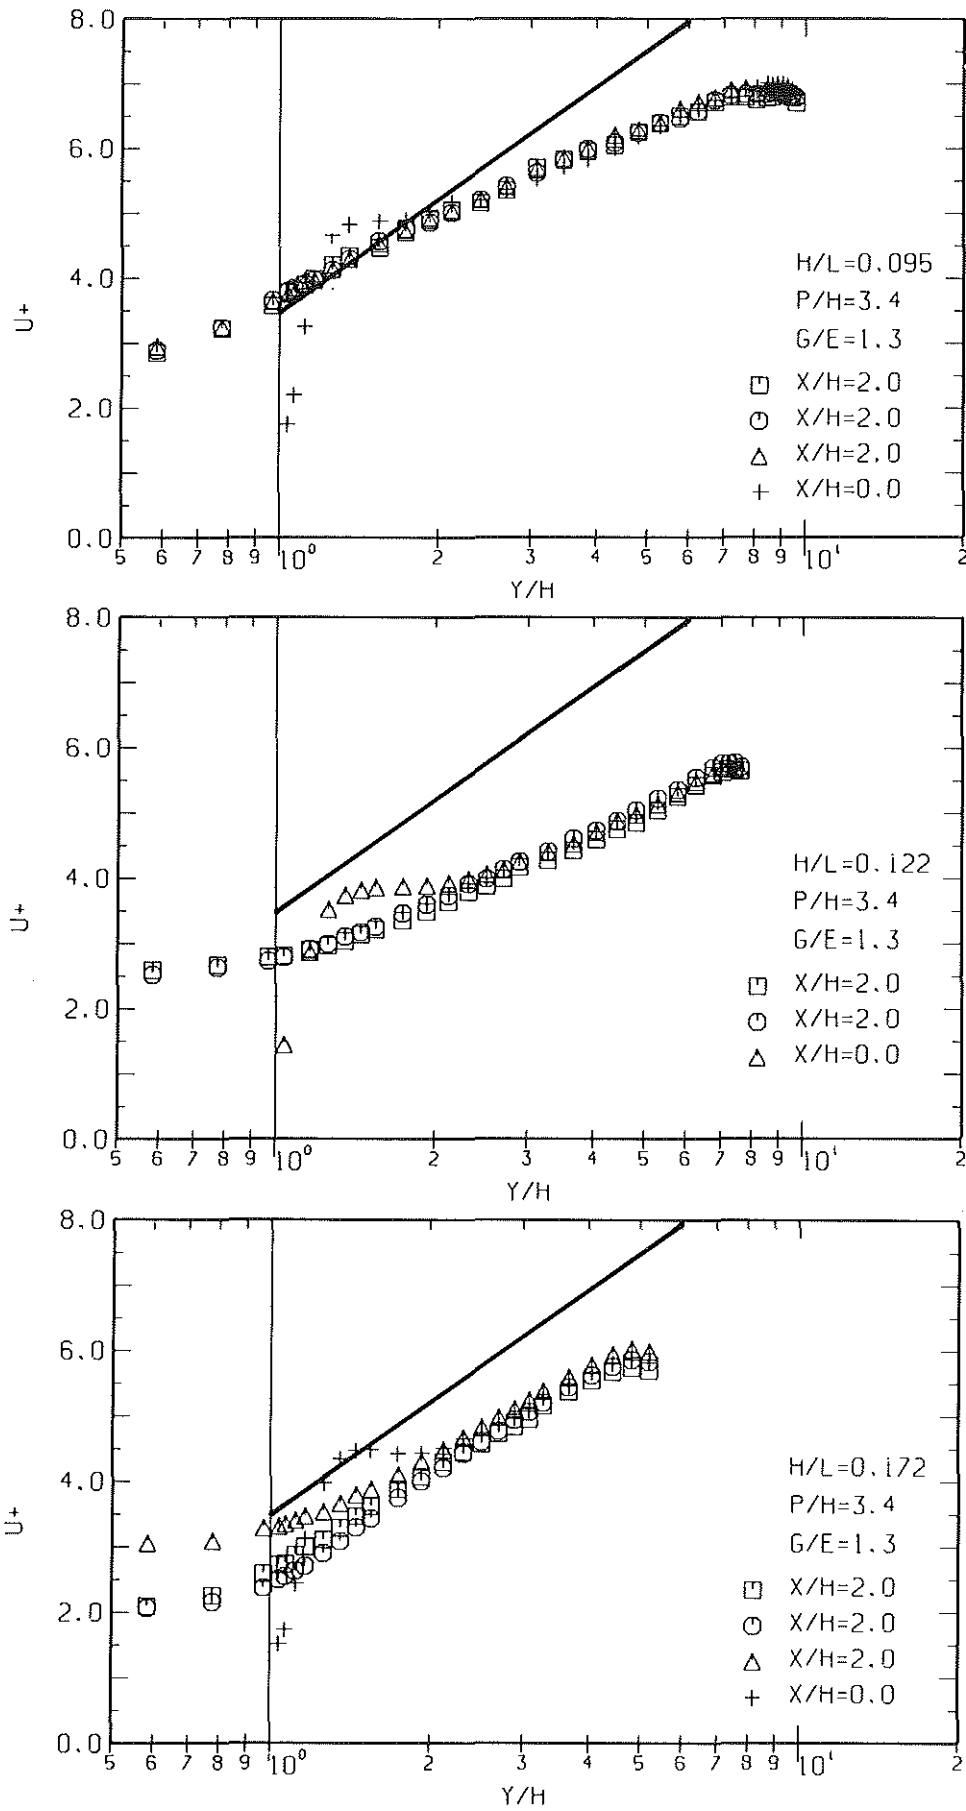 8.0
6.0
4.0
2.0
0.0
U+
H/L=0.095
P/H=3.4
G/E=1.3
X/H=2.0
X/H=2.0
X/H=2.0
X/H=0.0
5 6 7 8 9 10⁰ 2 3 4 5 6 7 8 9 10¹ 2
Y/H
8.0
6.0
4.0
2.0
0.0
U+
H/L=0.122
P/H=3.4
G/E=1.3
X/H=2.0
X/H=2.0
X/H=0.0
5 6 7 8 9 10⁰ 2 3 4 5 6 7 8 9 10¹ 2
Y/H
8.0
6.0
4.0
2.0
0.0
U+
H/L=0.172
P/H=3.4
G/E=1.3
X/H=2.0
X/H=2.0
X/H=2.0
X/H=0.0
5 6 7 8 9 10⁰ 2 3 4 5 6 7 8 9 10¹ 2
Y/H